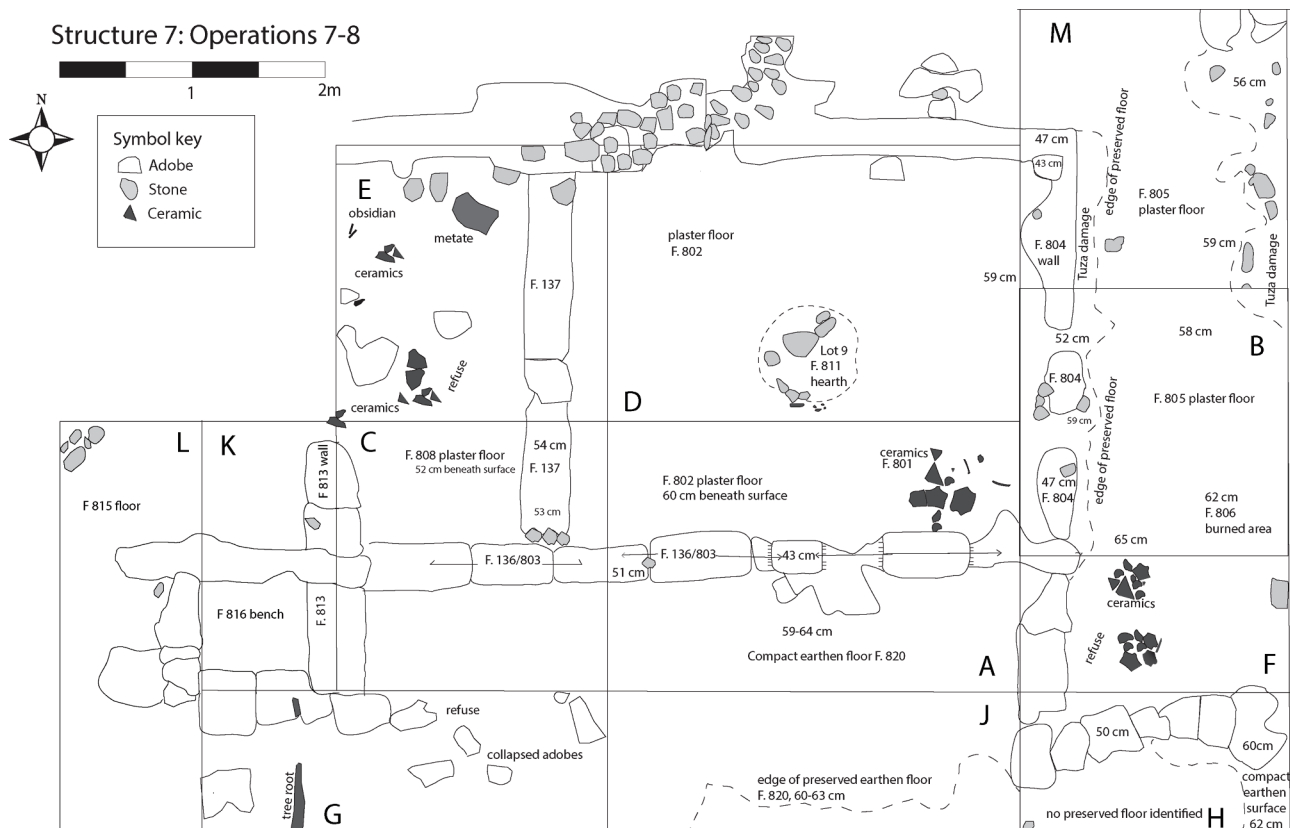 Structure 7: Operations 7-8
1
2m
N
Symbol key
Adobe
Stone
Ceramic
M
56 cm
47 cm
43 cm
edge of preserved floor
F. 805
plaster floor
E
obsidian
metate
ceramics
plaster floor
F. 802
F. 804
wall
Tuza damage
59 cm
59 cm
Tuza damage
F. 137
Lot 9
F. 811
hearth
refuse
ceramics
D
52 cm
58 cm
B
F. 804
59 cm
edge of preserved floor
F. 805 plaster floor
L
K
C
F. 813 wall
F. 808 plaster floor
52 cm beneath surface
54 cm
F. 137
53 cm
F. 802 plaster floor
60 cm beneath surface
ceramics
F. 801
47 cm
F. 804
62 cm
F. 806
burned area
65 cm
F 815 floor
F. 136/803
51 cm
F. 136/803
43 cm
F 816 bench
F. 813
59-64 cm
Compact earthen floor F. 820
A
ceramics
refuse
F
refuse
collapsed adobes
tree root
G
J
edge of preserved earthen floor
F. 820, 60-63 cm
50 cm
60cm
compact
earthen
surface
62 cm
no preserved floor identified
H